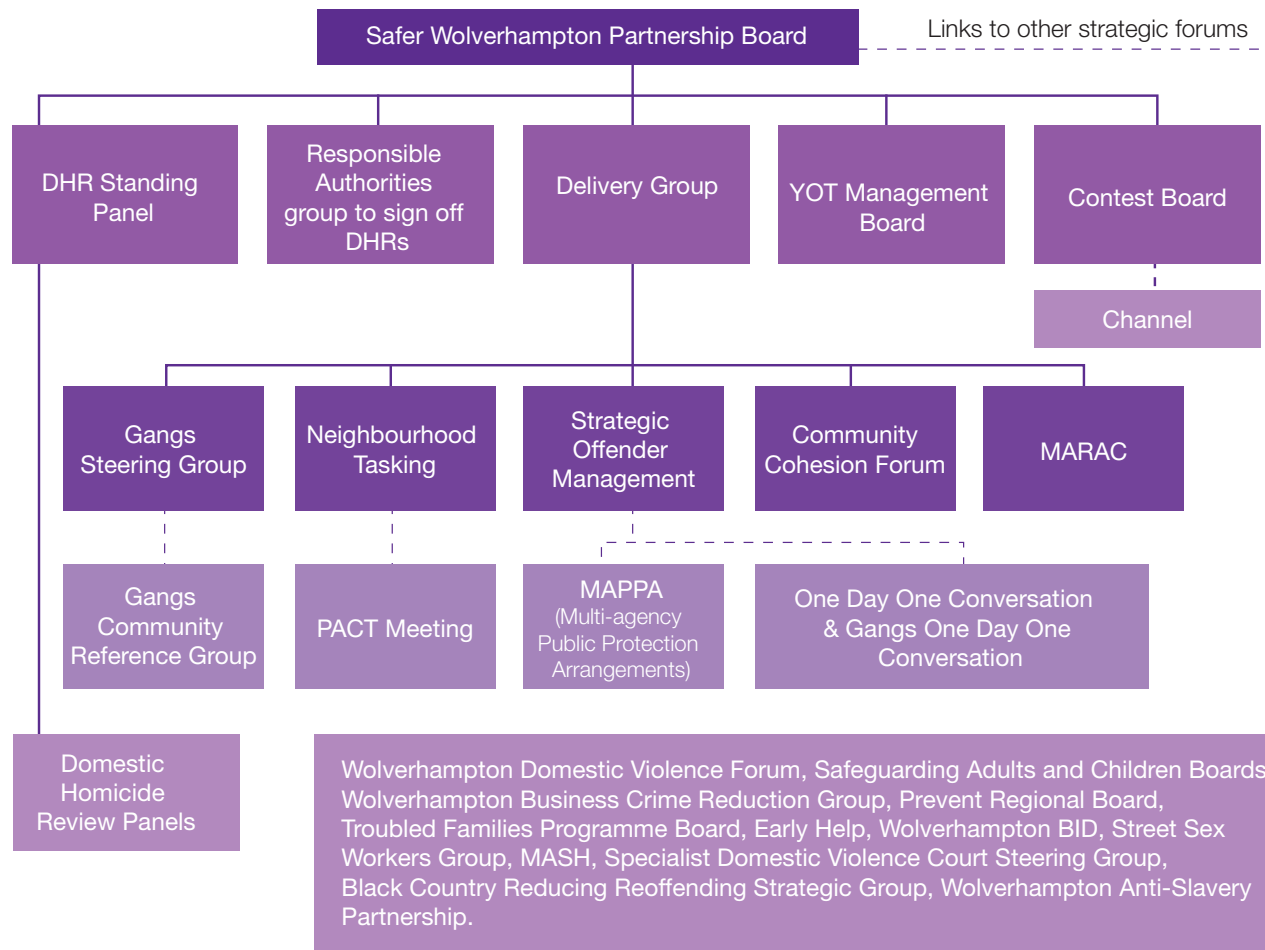 Safer Wolverhampton Partnership Board
Links to other strategic forums
DHR Standing
Panel
Responsible
Authorities
group to sign off
DHRs
Delivery Group
YOT Management
Board
Contest Board
Channel
Gangs
Steering Group
Neighbourhood
Tasking
Strategic
Offender
Management
Community
Cohesion Forum
MARAC
Gangs
Community
Reference Group
PACT Meeting
MAPPA
(Multi-agency
Public Protection
Arrangements)
One Day One Conversation
& Gangs One Day One
Conversation
Domestic
Homicide
Review Panels
Wolverhampton Domestic Violence Forum, Safeguarding Adults and Children Boards
Wolverhampton Business Crime Reduction Group, Prevent Regional Board,
Troubled Families Programme Board, Early Help, Wolverhampton BID, Street Sex
Workers Group, MASH, Specialist Domestic Violence Court Steering Group,
Black Country Reducing Reoffending Strategic Group, Wolverhampton Anti-Slavery
Partnership.